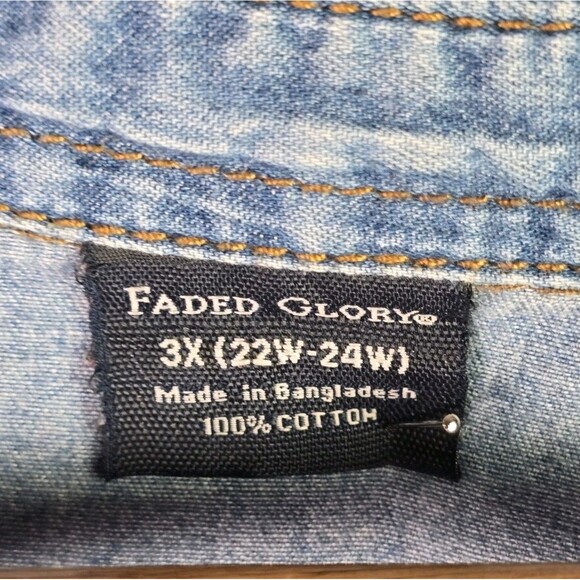 FADED GLORY®
3X (22W-24W)
Made in Bangladesh
100% COTTON